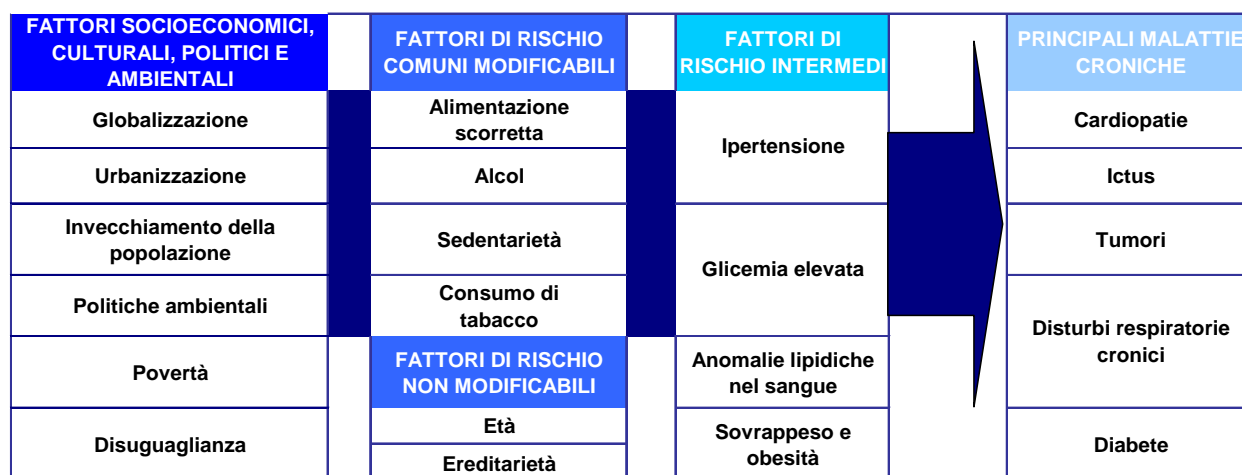 FATTORI SOCIOECONOMICI,
CULTURALI, POLITICI E
AMBIENTALI
Globalizzazione
Urbanizzazione
Invecchiamento della
popolazione
Politiche ambientali
Povertà
Disuguaglianza
FATTORI DI RISCHIO
COMUNI MODIFICABILI
Alimentazione
scorretta
Alcol
Sedentarietà
Consumo di
tabacco
FATTORI DI RISCHIO
NON MODIFICABILI
Età
Ereditarietà
FATTORI DI
RISCHIO INTERMEDI
Ipertensione
Glicemia elevata
Anomalie lipidiche
nel sangue
Sovrappeso e
obesità
PRINCIPALI MALATTIE
CRONICHE
Cardiopatie
Ictus
Tumori
Disturbi respiratorie
cronici
Diabete